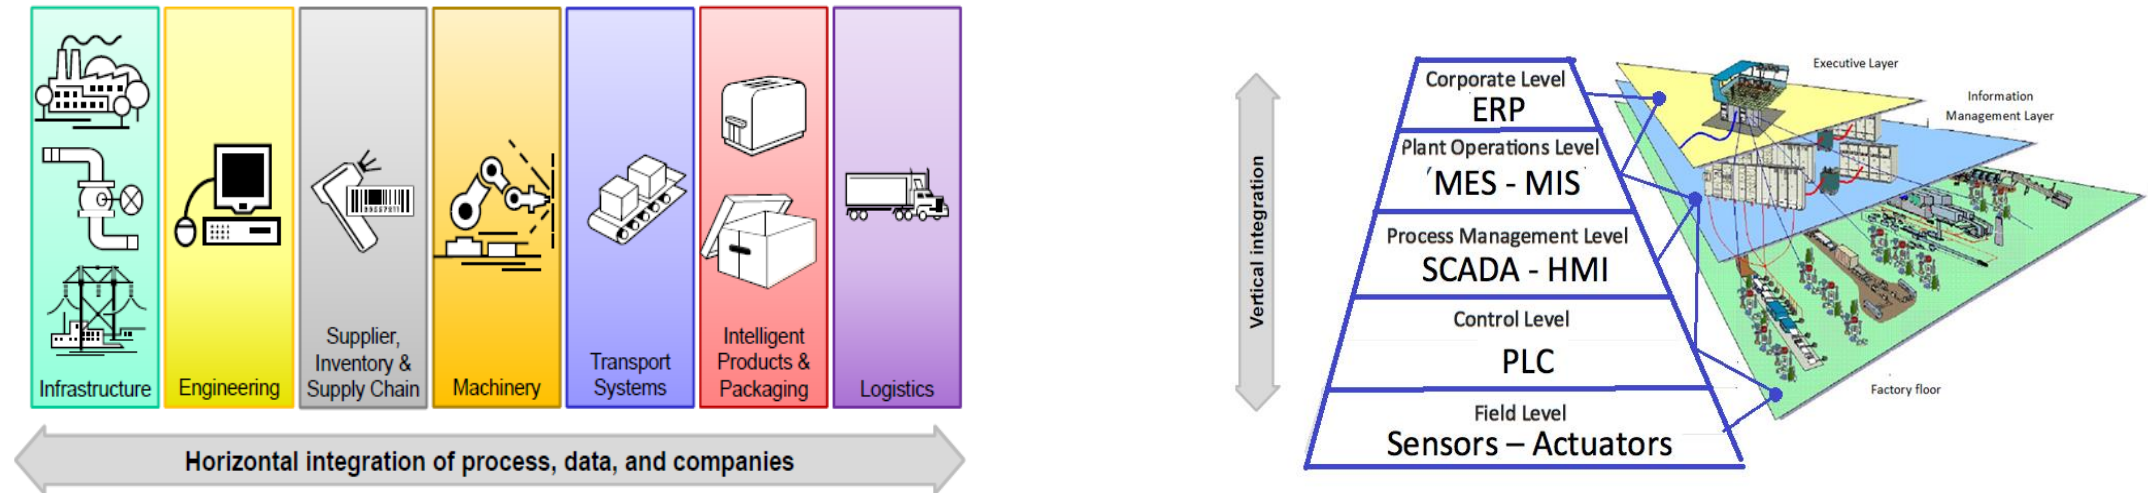 Infrastructure
Engineering
Supplier,
Inventory &
Supply Chain
Machinery
Transport
Systems
Intelligent
Products &
Packaging
Logistics
Horizontal integration of process, data, and companies
Vertical integration
Corporate Level
ERP
Plant Operations Level
MES - MIS
Process Management Level
SCADA - HMI
Control Level
PLC
Field Level
Sensors – Actuators
Executive Layer
Information
Management Layer
Factory floor